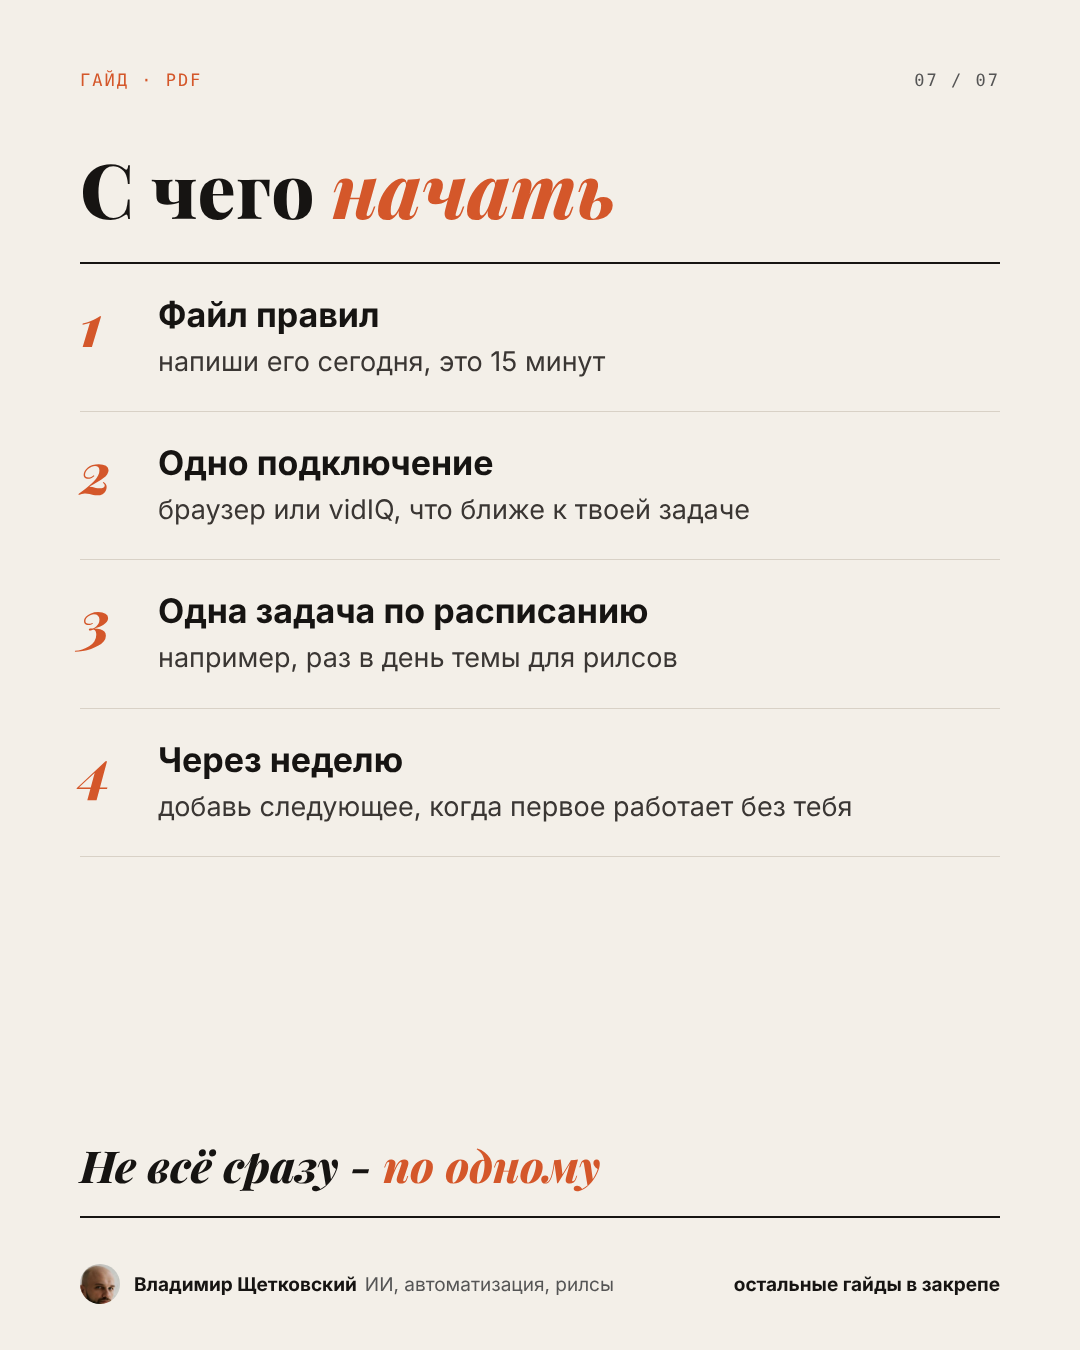 ГАЙД · PDF
07 / 07
С чего начать
1
Файл правил
напиши его сегодня, это 15 минут
2
Одно подключение
браузер или vidIQ, что ближе к твоей задаче
3
Одна задача по расписанию
например, раз в день темы для рилсов
4
Через неделю
добавь следующее, когда первое работает без тебя
Не всё сразу - по одному
Владимир Щетковский ИИ, автоматизация, рилсы
остальные гайды в закрепе